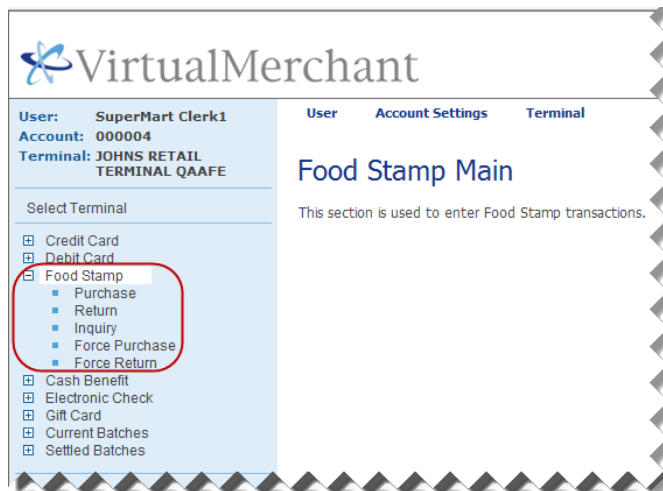 VirtualMerchant
User: SuperMart Clerk1
Account: 000004
Terminal: JOHNS RETAIL
TERMINAL QAAFE
Select Terminal
Credit Card
Debit Card
Food Stamp
Purchase
Return
Inquiry
Force Purchase
Force Return
Cash Benefit
Electronic Check
Gift Card
Current Batches
Settled Batches
User Account Settings Terminal
Food Stamp Main
This section is used to enter Food Stamp transactions.